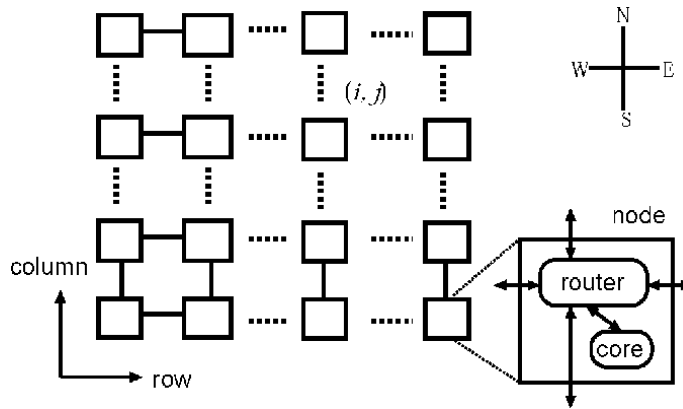 N
W E
S
(i, j)
node
column
router
core
row